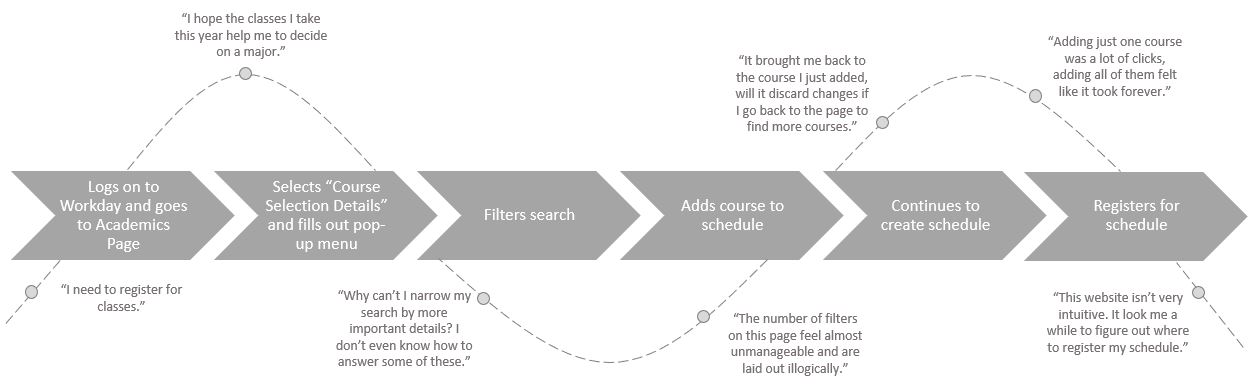 “I hope the classes I take
this year help me to decide
on a major.”
“It brought me back to
the course I just added,
will it discard changes if
I go back to the page to
find more courses.”
“Adding just one course
was a lot of clicks,
adding all of them felt
like it took forever.”
Logs on to
Workday and goes
to Academics
Page
Selects “Course
Selection Details”
and fills out pop-
up menu
Filters search
Adds course to
schedule
Continues to
create schedule
Registers for
schedule
“I need to register for
classes.”
“Why can’t I narrow my
search by more
important details? I
don’t even know how to
answer some of these.”
“The number of filters
on this page feel almost
unmanageable and are
laid out illogically.”
“This website isn’t very
intuitive. It look me a
while to figure out where
to register my schedule.”